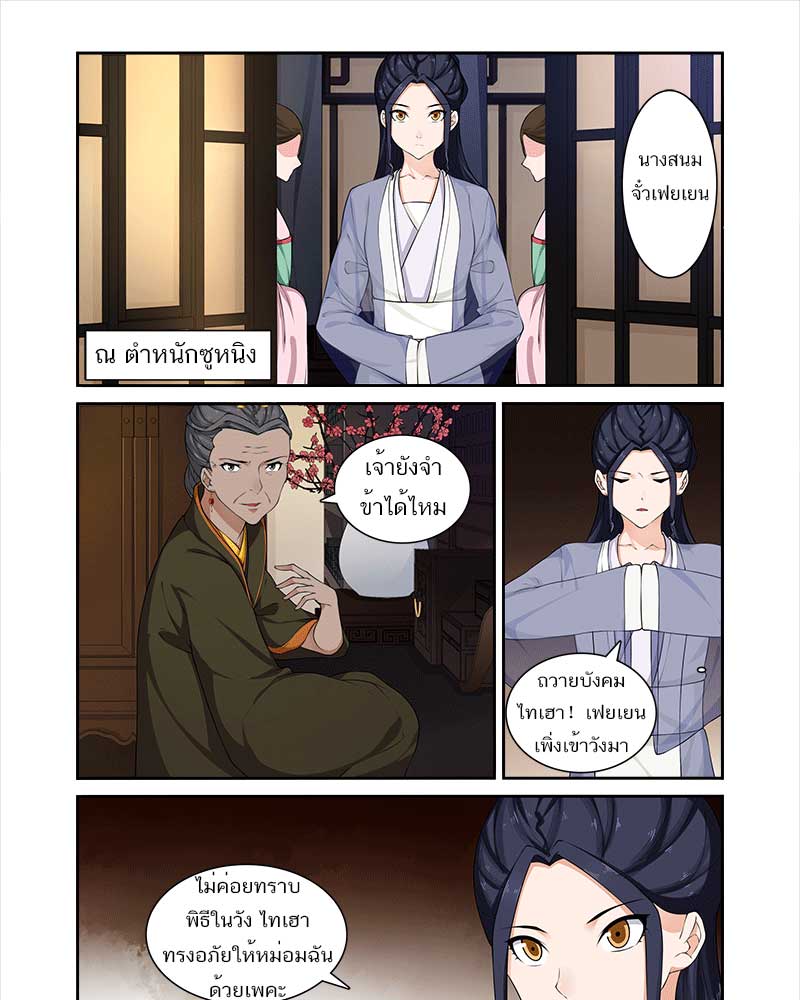 นางสนม
จั๋วเฟยเยน
ณ ตำหนักซูหนิง
เจ้ายังจำ
ข้าได้ไหม
ถวายบังคม
ไทเฮา! เฟยเยน
เพิ่งเข้าวังมา
ไม่ค่อยทราบ
พิธีในวัง ไทเฮา
ทรงอภัยให้หม่อมฉัน
ด้วยเพคะ